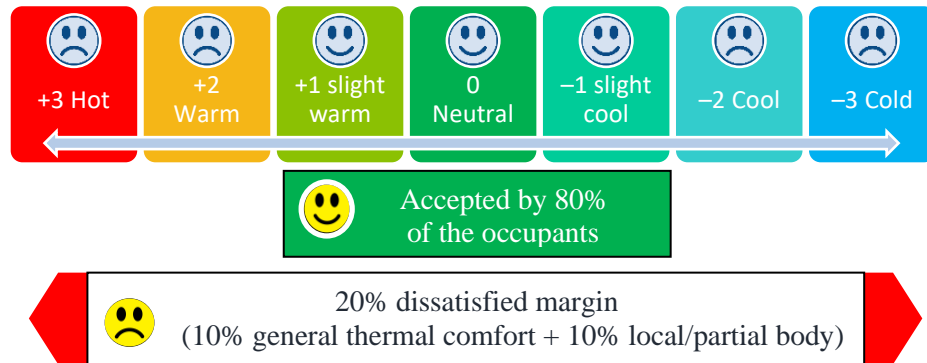 +3 Hot
+2
Warm
+1 slight
warm
0
Neutral
–1 slight
cool
–2 Cool
–3 Cold
Accepted by 80%
of the occupants
20% dissatisfied margin
(10% general thermal comfort + 10% local/partial body)